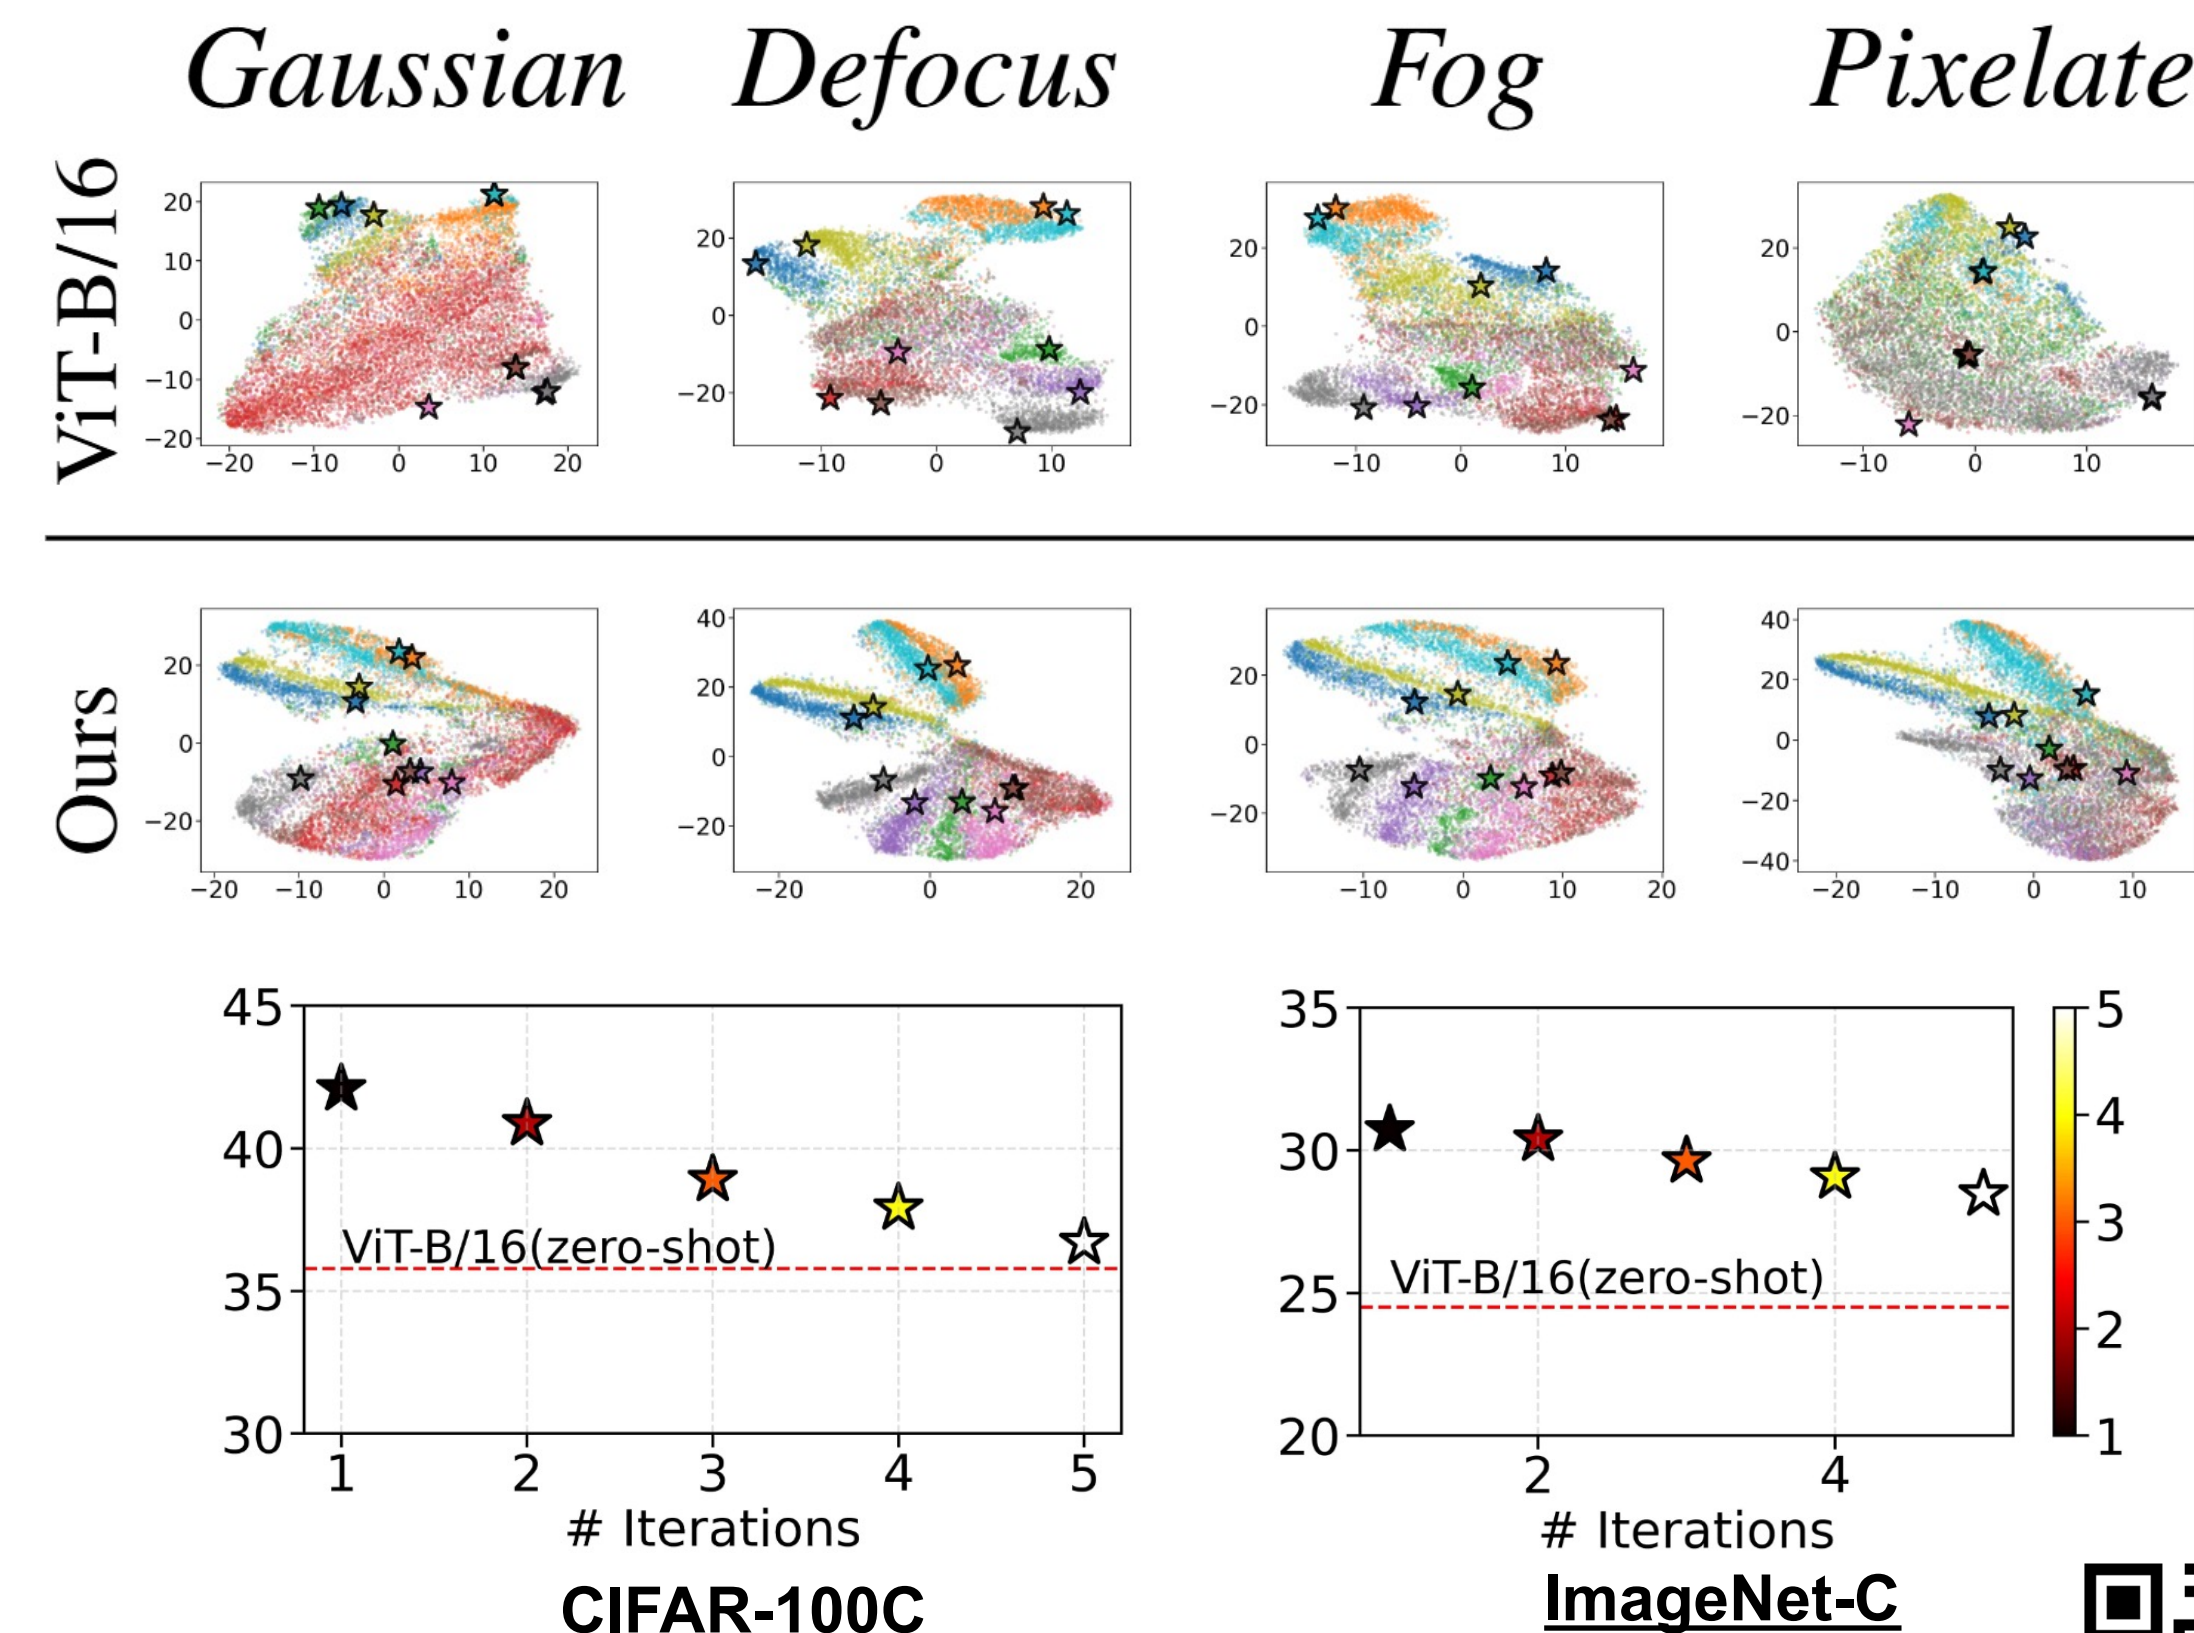 Gaussian Defocus Fog Pixelate
ViT-B/16
20
10
0
−10
−20
−20 −10 0 10 20
20
0
−20
−10 0 10
20
0
−20
−10 0 10
20
0
−20
−10 0 10
Ours
20
0
−20
−20 −10 0 10 20
40
20
0
−20
−20 0 20
20
0
−20
−10 0 10 20
40
20
0
−20
−40
−20 −10 0 10
45
40
35
30
ViT-B/16(zero-shot)
1 2 3 4 5
# Iterations
CIFAR-100C
35
30
25
20
ViT-B/16(zero-shot)
2 4
# Iterations
ImageNet-C
5
4
3
2
1